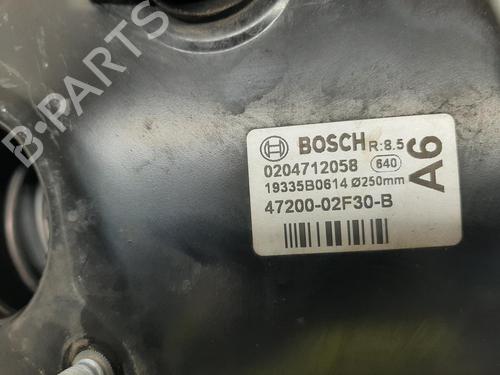 B-PARTS
BOSCH R:8.5
0204712058 640
19335B0614 Ø250mm
47200-02F30-B
A6